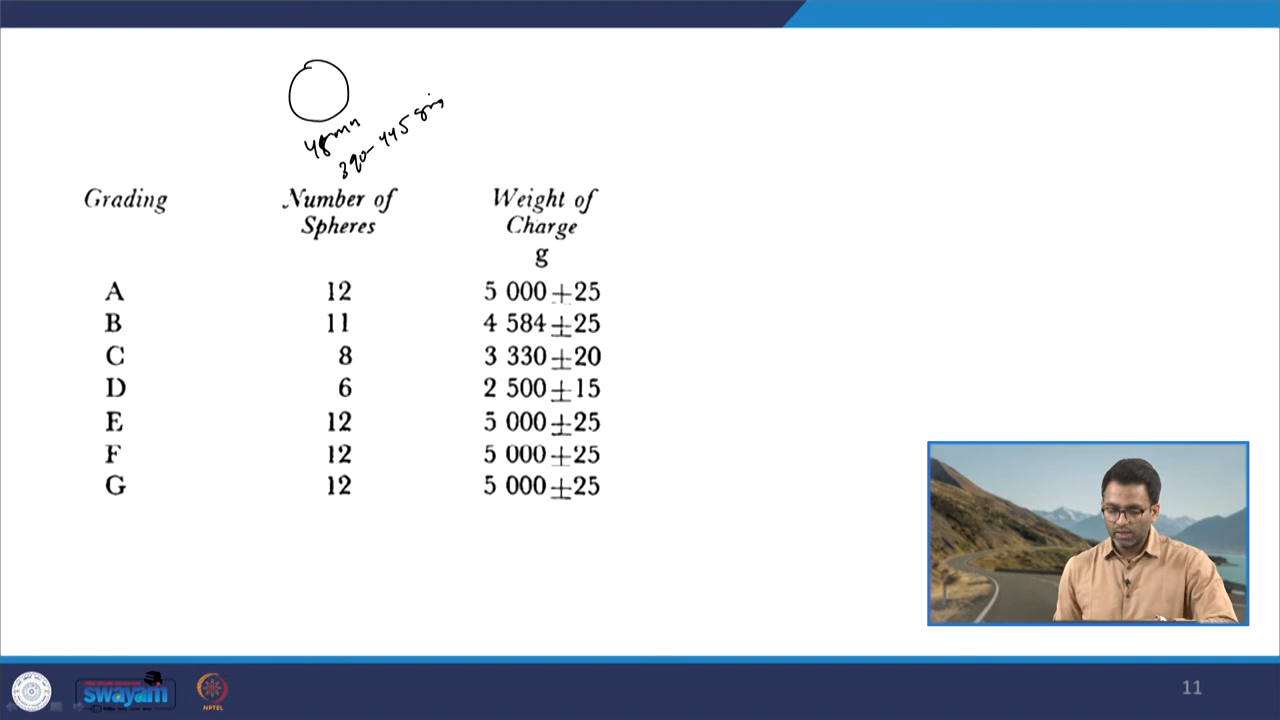 48mm
390-445 gm
Grading Number of Spheres Weight of Charge g
A 12 5 000±25
B 11 4 584±25
C 8 3 330±20
D 6 2 500±15
E 12 5 000±25
F 12 5 000±25
G 12 5 000±25
swayam
NPTEL
11